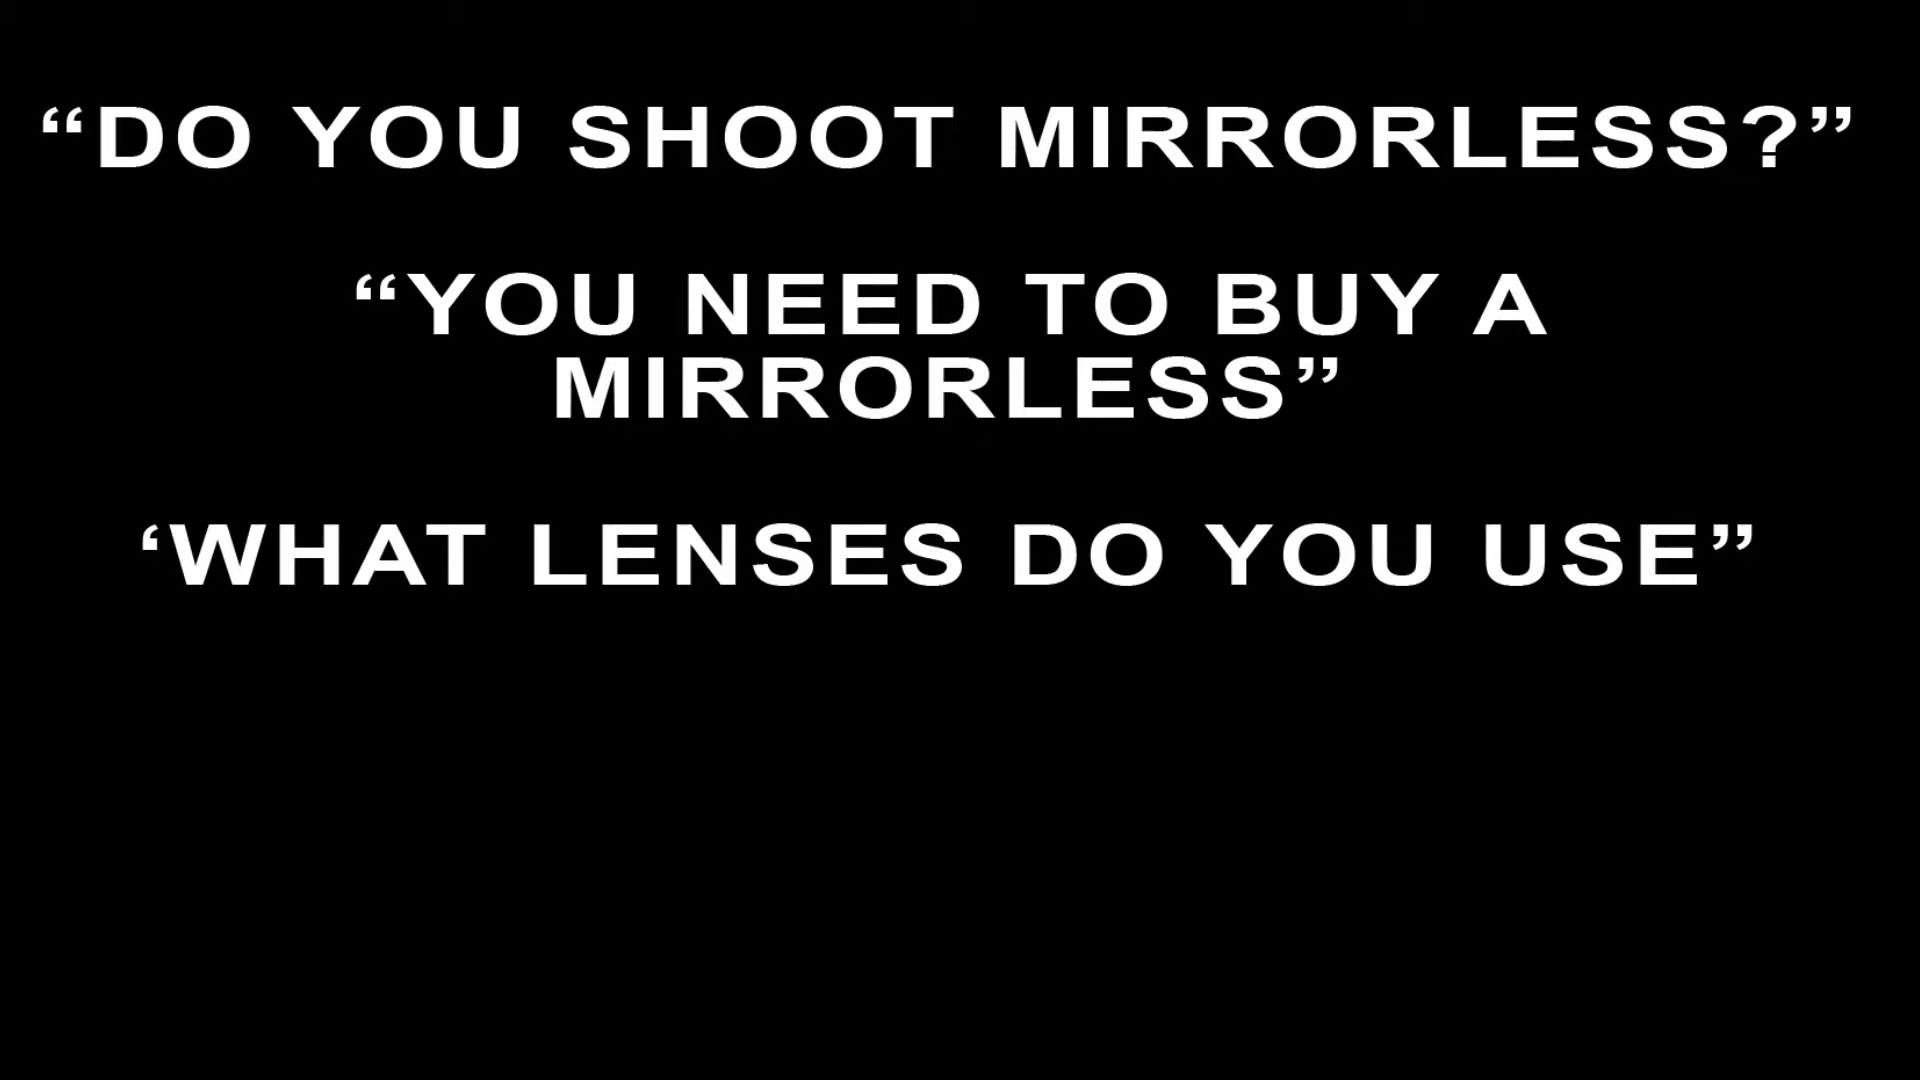 “DO YOU SHOOT MIRRORLESS?”
“YOU NEED TO BUY A
MIRRORLESS”
‘WHAT LENSES DO YOU USE”